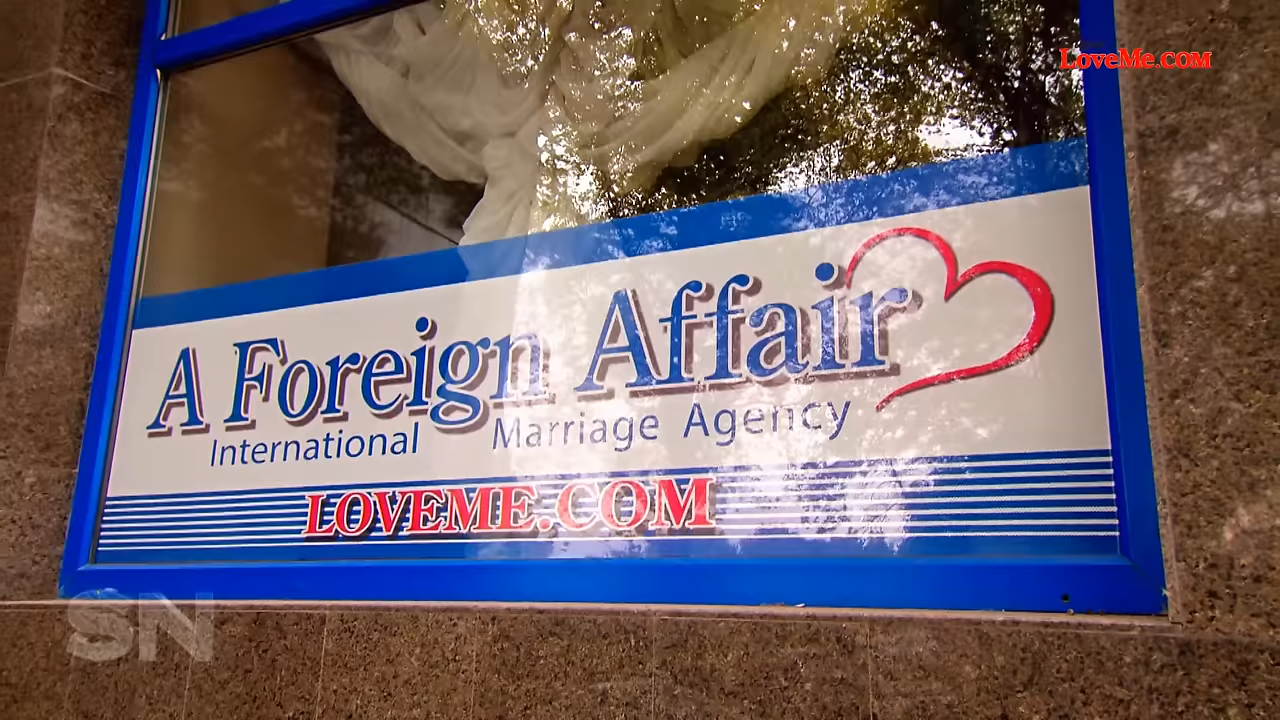 LoveMe.com
A Foreign Affair
International Marriage Agency
LOVEME.COM
SN